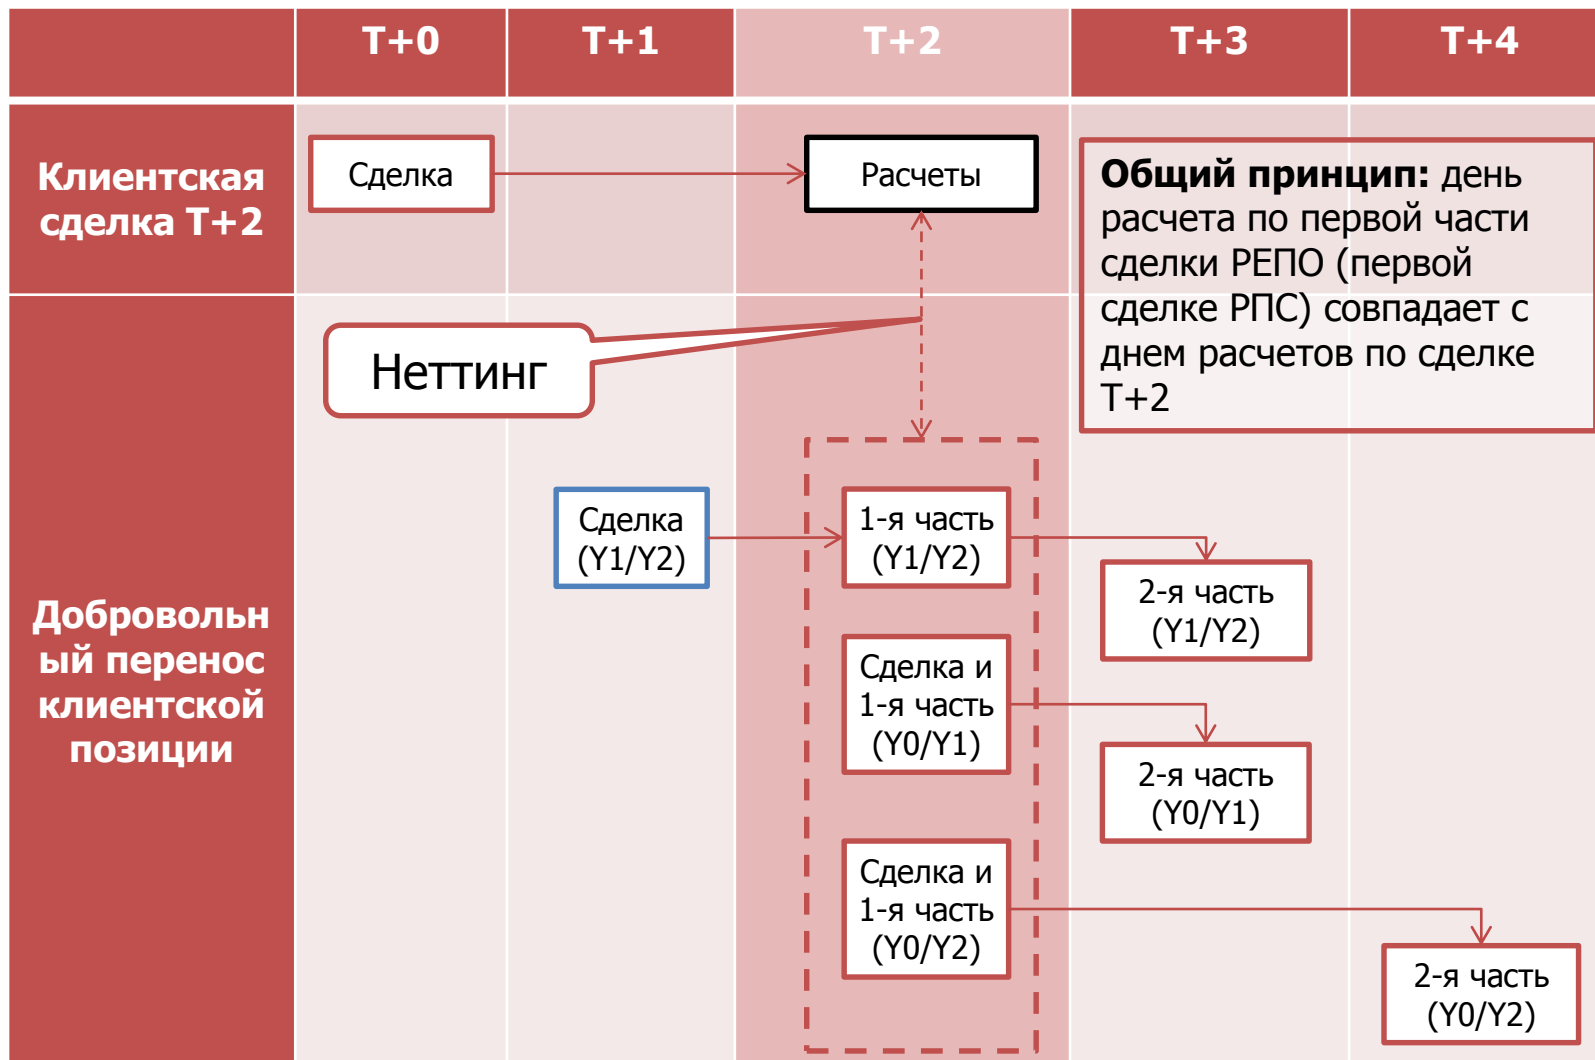 T+0
T+1
T+2
T+3
T+4
Клиентская
сделка T+2
Сделка
Расчеты
Общий принцип: день
расчета по первой части
сделки РЕПО (первой
сделке РПС) совпадает с
днем расчетов по сделке
T+2
Неттинг
Добровольн
ый перенос
клиентской
позиции
Сделка
(Y1/Y2)
1-я часть
(Y1/Y2)
2-я часть
(Y1/Y2)
Сделка и
1-я часть
(Y0/Y1)
2-я часть
(Y0/Y1)
Сделка и
1-я часть
(Y0/Y2)
2-я часть
(Y0/Y2)